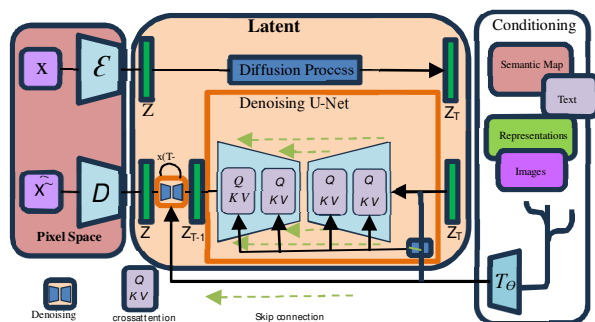 Latent
Conditioning
X
ε
Z
Diffusion Process
Z_T
Semantic Map
Text
Representations
Images
Denoising U-Net
x(T-
X~
D
Z
Z_T-1
Q
KV
Q
KV
Q
KV
Q
KV
Z_T
Pixel Space
T_θ
Denoising
Q
KV
crossattention
Skip connection